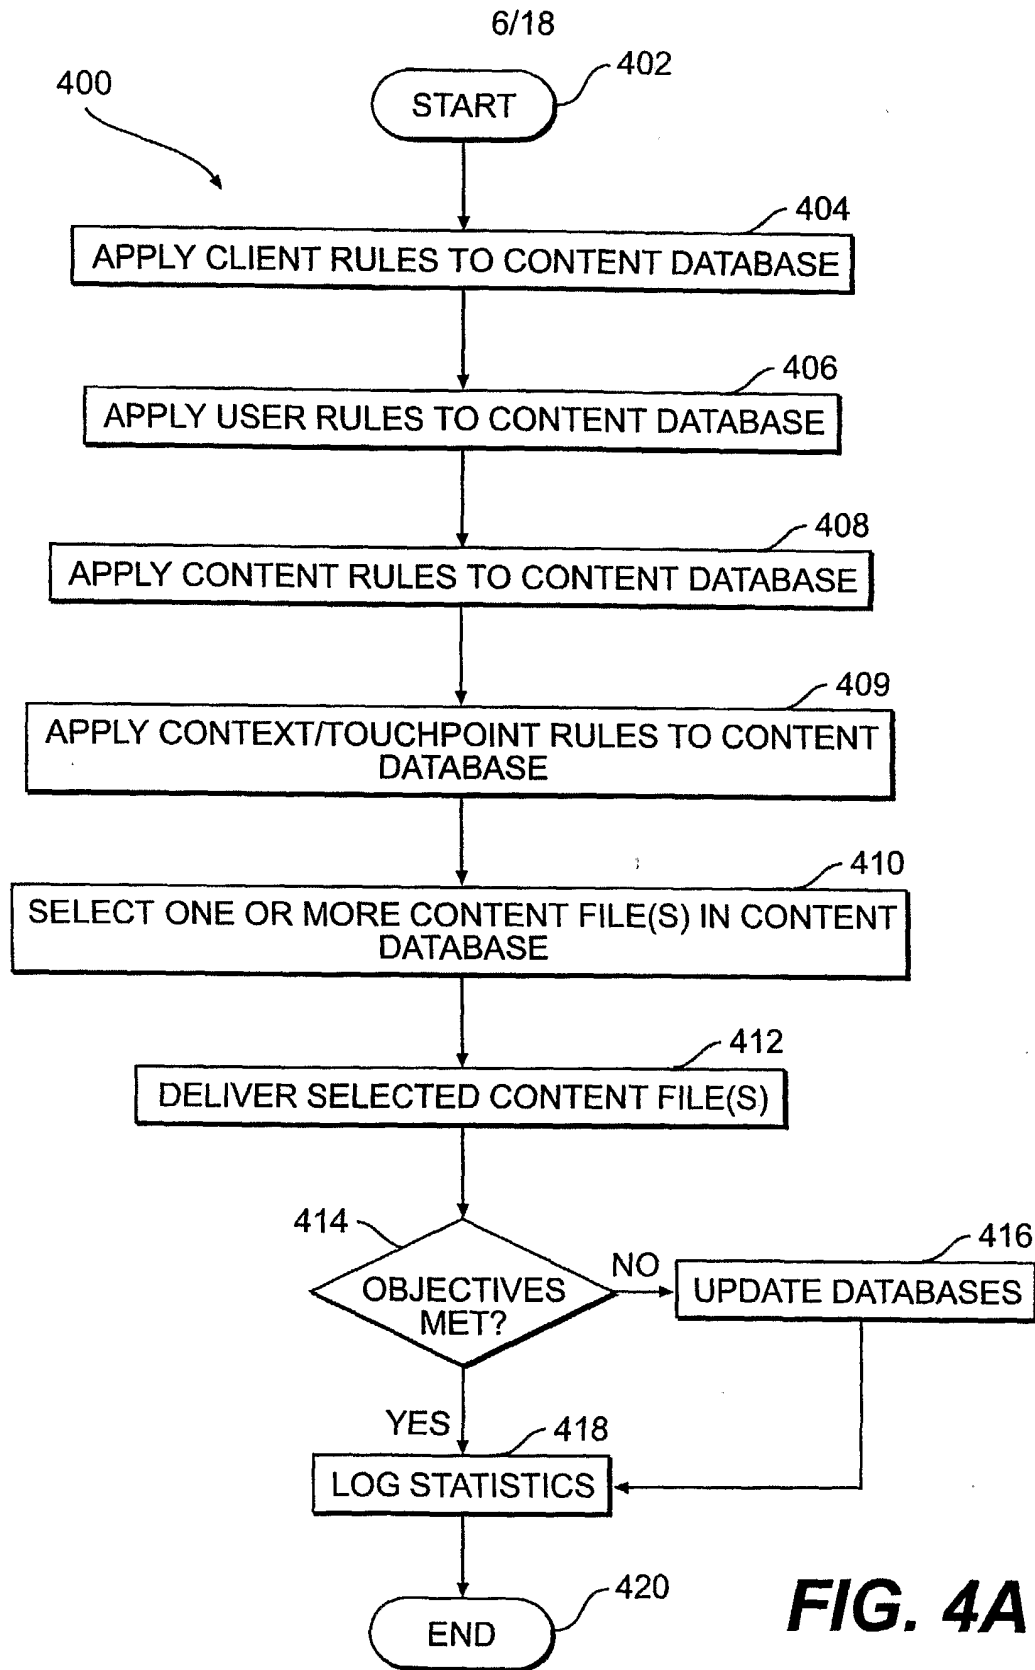 6/18
400
402
START
404
APPLY CLIENT RULES TO CONTENT DATABASE
406
APPLY USER RULES TO CONTENT DATABASE
408
APPLY CONTENT RULES TO CONTENT DATABASE
409
APPLY CONTEXT/TOUCHPOINT RULES TO CONTENT
DATABASE
410
SELECT ONE OR MORE CONTENT FILE(S) IN CONTENT
DATABASE
412
DELIVER SELECTED CONTENT FILE(S)
414
OBJECTIVES
MET?
NO
416
UPDATE DATABASES
YES
418
LOG STATISTICS
420
END
FIG. 4A